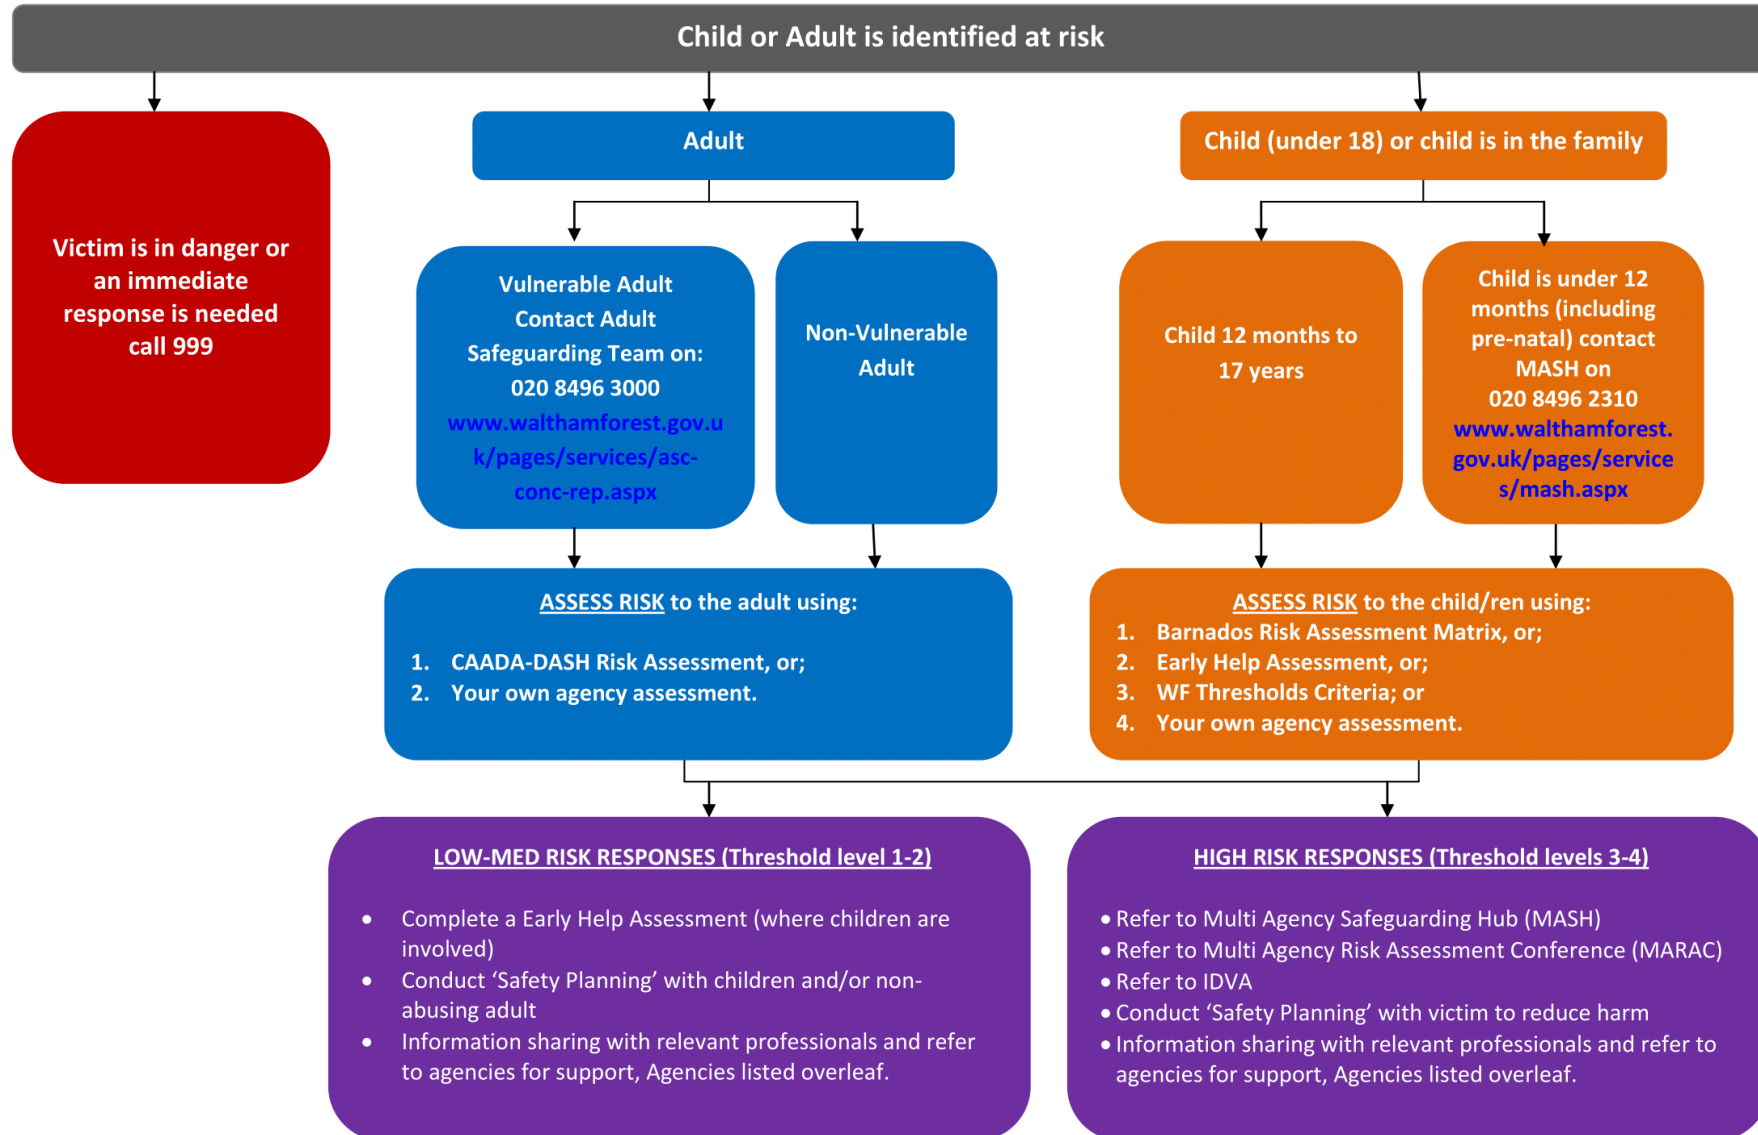 Child or Adult is identified at risk
Victim is in danger or
an immediate
response is needed
call 999
Adult
Vulnerable Adult
Contact Adult
Safeguarding Team on:
020 8496 3000
www.walthamforest.gov.u
k/pages/services/asc-
conc-rep.aspx
Non-Vulnerable
Adult
ASSESS RISK to the adult using:
1. CAADA-DASH Risk Assessment, or;
2. Your own agency assessment.
Child (under 18) or child is in the family
Child 12 months to
17 years
Child is under 12
months (including
pre-natal) contact
MASH on
020 8496 2310
www.walthamforest.
gov.uk/pages/service
s/mash.aspx
ASSESS RISK to the child/ren using:
1. Barnados Risk Assessment Matrix, or;
2. Early Help Assessment, or;
3. WF Thresholds Criteria; or
4. Your own agency assessment.
LOW-MED RISK RESPONSES (Threshold level 1-2)
• Complete a Early Help Assessment (where children are
involved)
• Conduct ‘Safety Planning’ with children and/or non-
abusing adult
• Information sharing with relevant professionals and refer
to agencies for support, Agencies listed overleaf.
HIGH RISK RESPONSES (Threshold levels 3-4)
• Refer to Multi Agency Safeguarding Hub (MASH)
• Refer to Multi Agency Risk Assessment Conference (MARAC)
• Refer to IDVA
• Conduct ‘Safety Planning’ with victim to reduce harm
• Information sharing with relevant professionals and refer to
agencies for support, Agencies listed overleaf.